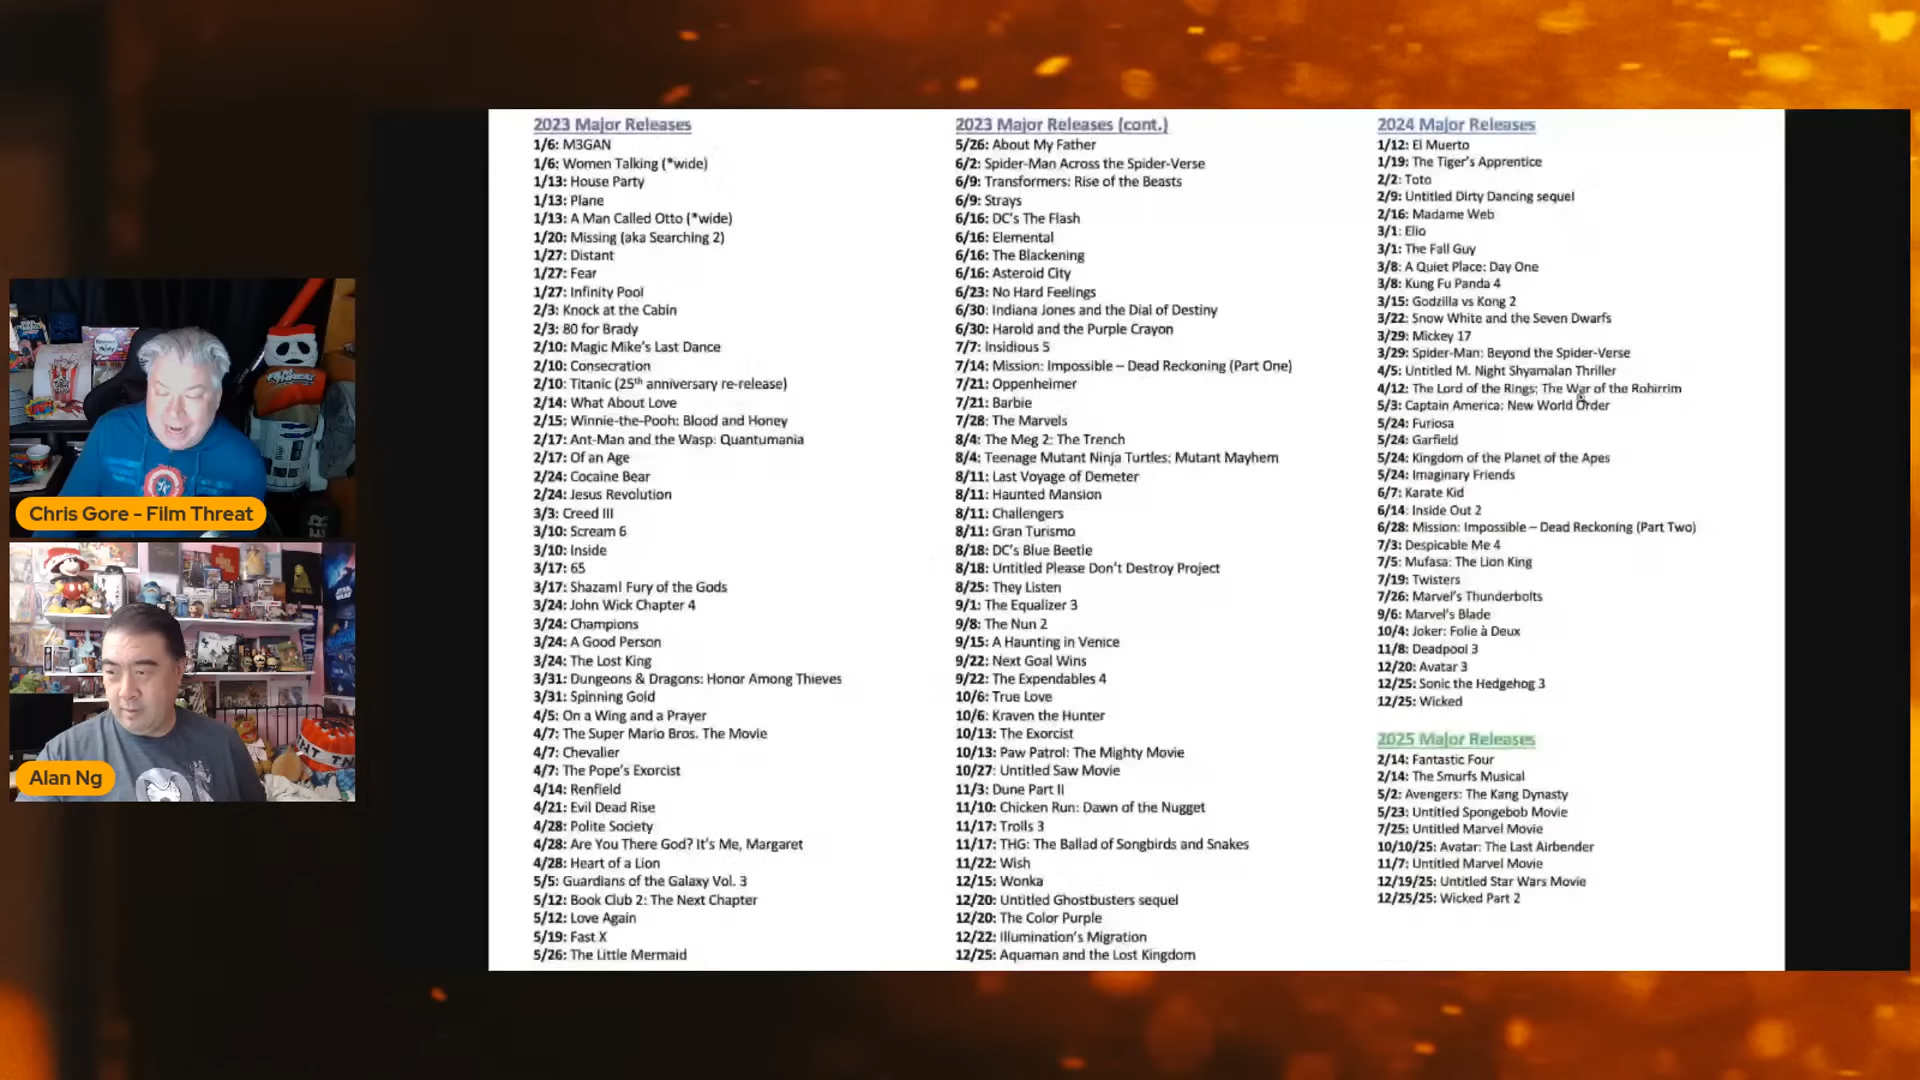 2023 Major Releases
1/6: M3GAN
1/6: Women Talking (*wide)
1/13: House Party
1/13: Plane
1/13: A Man Called Otto (*wide)
1/20: Missing (aka Searching 2)
1/27: Distant
1/27: Fear
1/27: Infinity Pool
2/3: Knock at the Cabin
2/3: 80 for Brady
2/10: Magic Mike's Last Dance
2/10: Consecration
2/10: Titanic (25th anniversary re-release)
2/14: What About Love
2/15: Winnie-the-Pooh: Blood and Honey
2/17: Ant-Man and the Wasp: Quantumania
2/17: Of an Age
2/24: Cocaine Bear
2/24: Jesus Revolution
3/3: Creed III
3/10: Scream 6
3/10: Inside
3/17: 65
3/17: Shazam! Fury of the Gods
3/24: John Wick Chapter 4
3/24: Champions
3/24: A Good Person
3/24: The Lost King
3/31: Dungeons & Dragons: Honor Among Thieves
3/31: Spinning Gold
4/5: On a Wing and a Prayer
4/7: The Super Mario Bros. The Movie
4/7: Chevalier
4/7: The Pope's Exorcist
4/14: Renfield
4/21: Evil Dead Rise
4/28: Polite Society
4/28: Are You There God? It's Me, Margaret
4/28: Heart of a Lion
5/5: Guardians of the Galaxy Vol. 3
5/12: Book Club 2: The Next Chapter
5/12: Love Again
5/19: Fast X
5/26: The Little Mermaid
2023 Major Releases (cont.)
5/26: About My Father
6/2: Spider-Man Across the Spider-Verse
6/9: Transformers: Rise of the Beasts
6/9: Strays
6/16: DC's The Flash
6/16: Elemental
6/16: The Blackening
6/16: Asteroid City
6/23: No Hard Feelings
6/30: Indiana Jones and the Dial of Destiny
6/30: Harold and the Purple Crayon
7/7: Insidious 5
7/14: Mission: Impossible – Dead Reckoning (Part One)
7/21: Oppenheimer
7/21: Barbie
7/28: The Marvels
8/4: The Meg 2: The Trench
8/4: Teenage Mutant Ninja Turtles: Mutant Mayhem
8/11: Last Voyage of Demeter
8/11: Haunted Mansion
8/11: Challengers
8/11: Gran Turismo
8/18: DC's Blue Beetle
8/18: Untitled Please Don't Destroy Project
8/25: They Listen
9/1: The Equalizer 3
9/8: The Nun 2
9/15: A Haunting in Venice
9/22: Next Goal Wins
9/22: The Expendables 4
10/6: True Love
10/6: Kraven the Hunter
10/13: The Exorcist
10/13: Paw Patrol: The Mighty Movie
10/27: Untitled Saw Movie
11/3: Dune Part II
11/10: Chicken Run: Dawn of the Nugget
11/17: Trolls 3
11/17: THG: The Ballad of Songbirds and Snakes
11/22: Wish
12/15: Wonka
12/20: Untitled Ghostbusters sequel
12/20: The Color Purple
12/22: Illumination's Migration
12/25: Aquaman and the Lost Kingdom
2024 Major Releases
1/12: El Muerto
1/19: The Tiger's Apprentice
2/2: Toto
2/9: Untitled Dirty Dancing sequel
2/16: Madame Web
3/1: Elio
3/1: The Fall Guy
3/8: A Quiet Place: Day One
3/8: Kung Fu Panda 4
3/15: Godzilla vs Kong 2
3/22: Snow White and the Seven Dwarfs
3/29: Mickey 17
3/29: Spider-Man: Beyond the Spider-Verse
4/5: Untitled M. Night Shyamalan Thriller
4/12: The Lord of the Rings: The War of the Rohirrim
5/3: Captain America: New World Order
5/24: Furiosa
5/24: Garfield
5/24: Kingdom of the Planet of the Apes
5/24: Imaginary Friends
6/7: Karate Kid
6/14: Inside Out 2
6/28: Mission: Impossible – Dead Reckoning (Part Two)
7/3: Despicable Me 4
7/5: Mufasa: The Lion King
7/19: Twisters
7/26: Marvel's Thunderbolts
9/6: Marvel's Blade
10/4: Joker: Folie à Deux
11/8: Deadpool 3
12/20: Avatar 3
12/25: Sonic the Hedgehog 3
12/25: Wicked
2025 Major Releases
2/14: Fantastic Four
2/14: The Smurfs Musical
5/2: Avengers: The Kang Dynasty
5/23: Untitled Spongebob Movie
7/25: Untitled Marvel Movie
10/10/25: Avatar: The Last Airbender
11/7: Untitled Marvel Movie
12/19/25: Untitled Star Wars Movie
12/25/25: Wicked Part 2
Chris Gore - Film Threat
Alan Ng